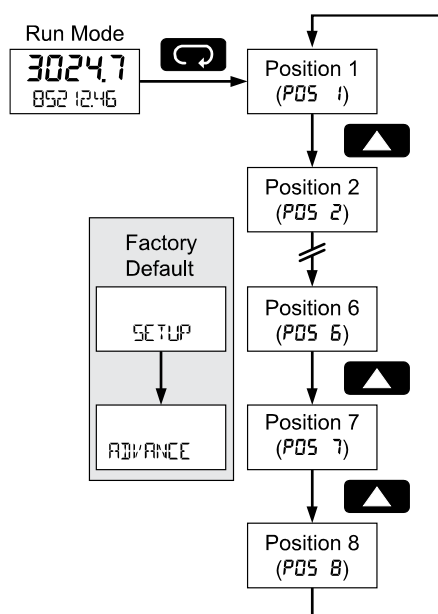 Run Mode
3024.7
85212.46
Position 1
(POS 1)
Position 2
(POS 2)
Factory
Default
SETUP
ADVANCE
Position 6
(POS 6)
Position 7
(POS 7)
Position 8
(POS 8)